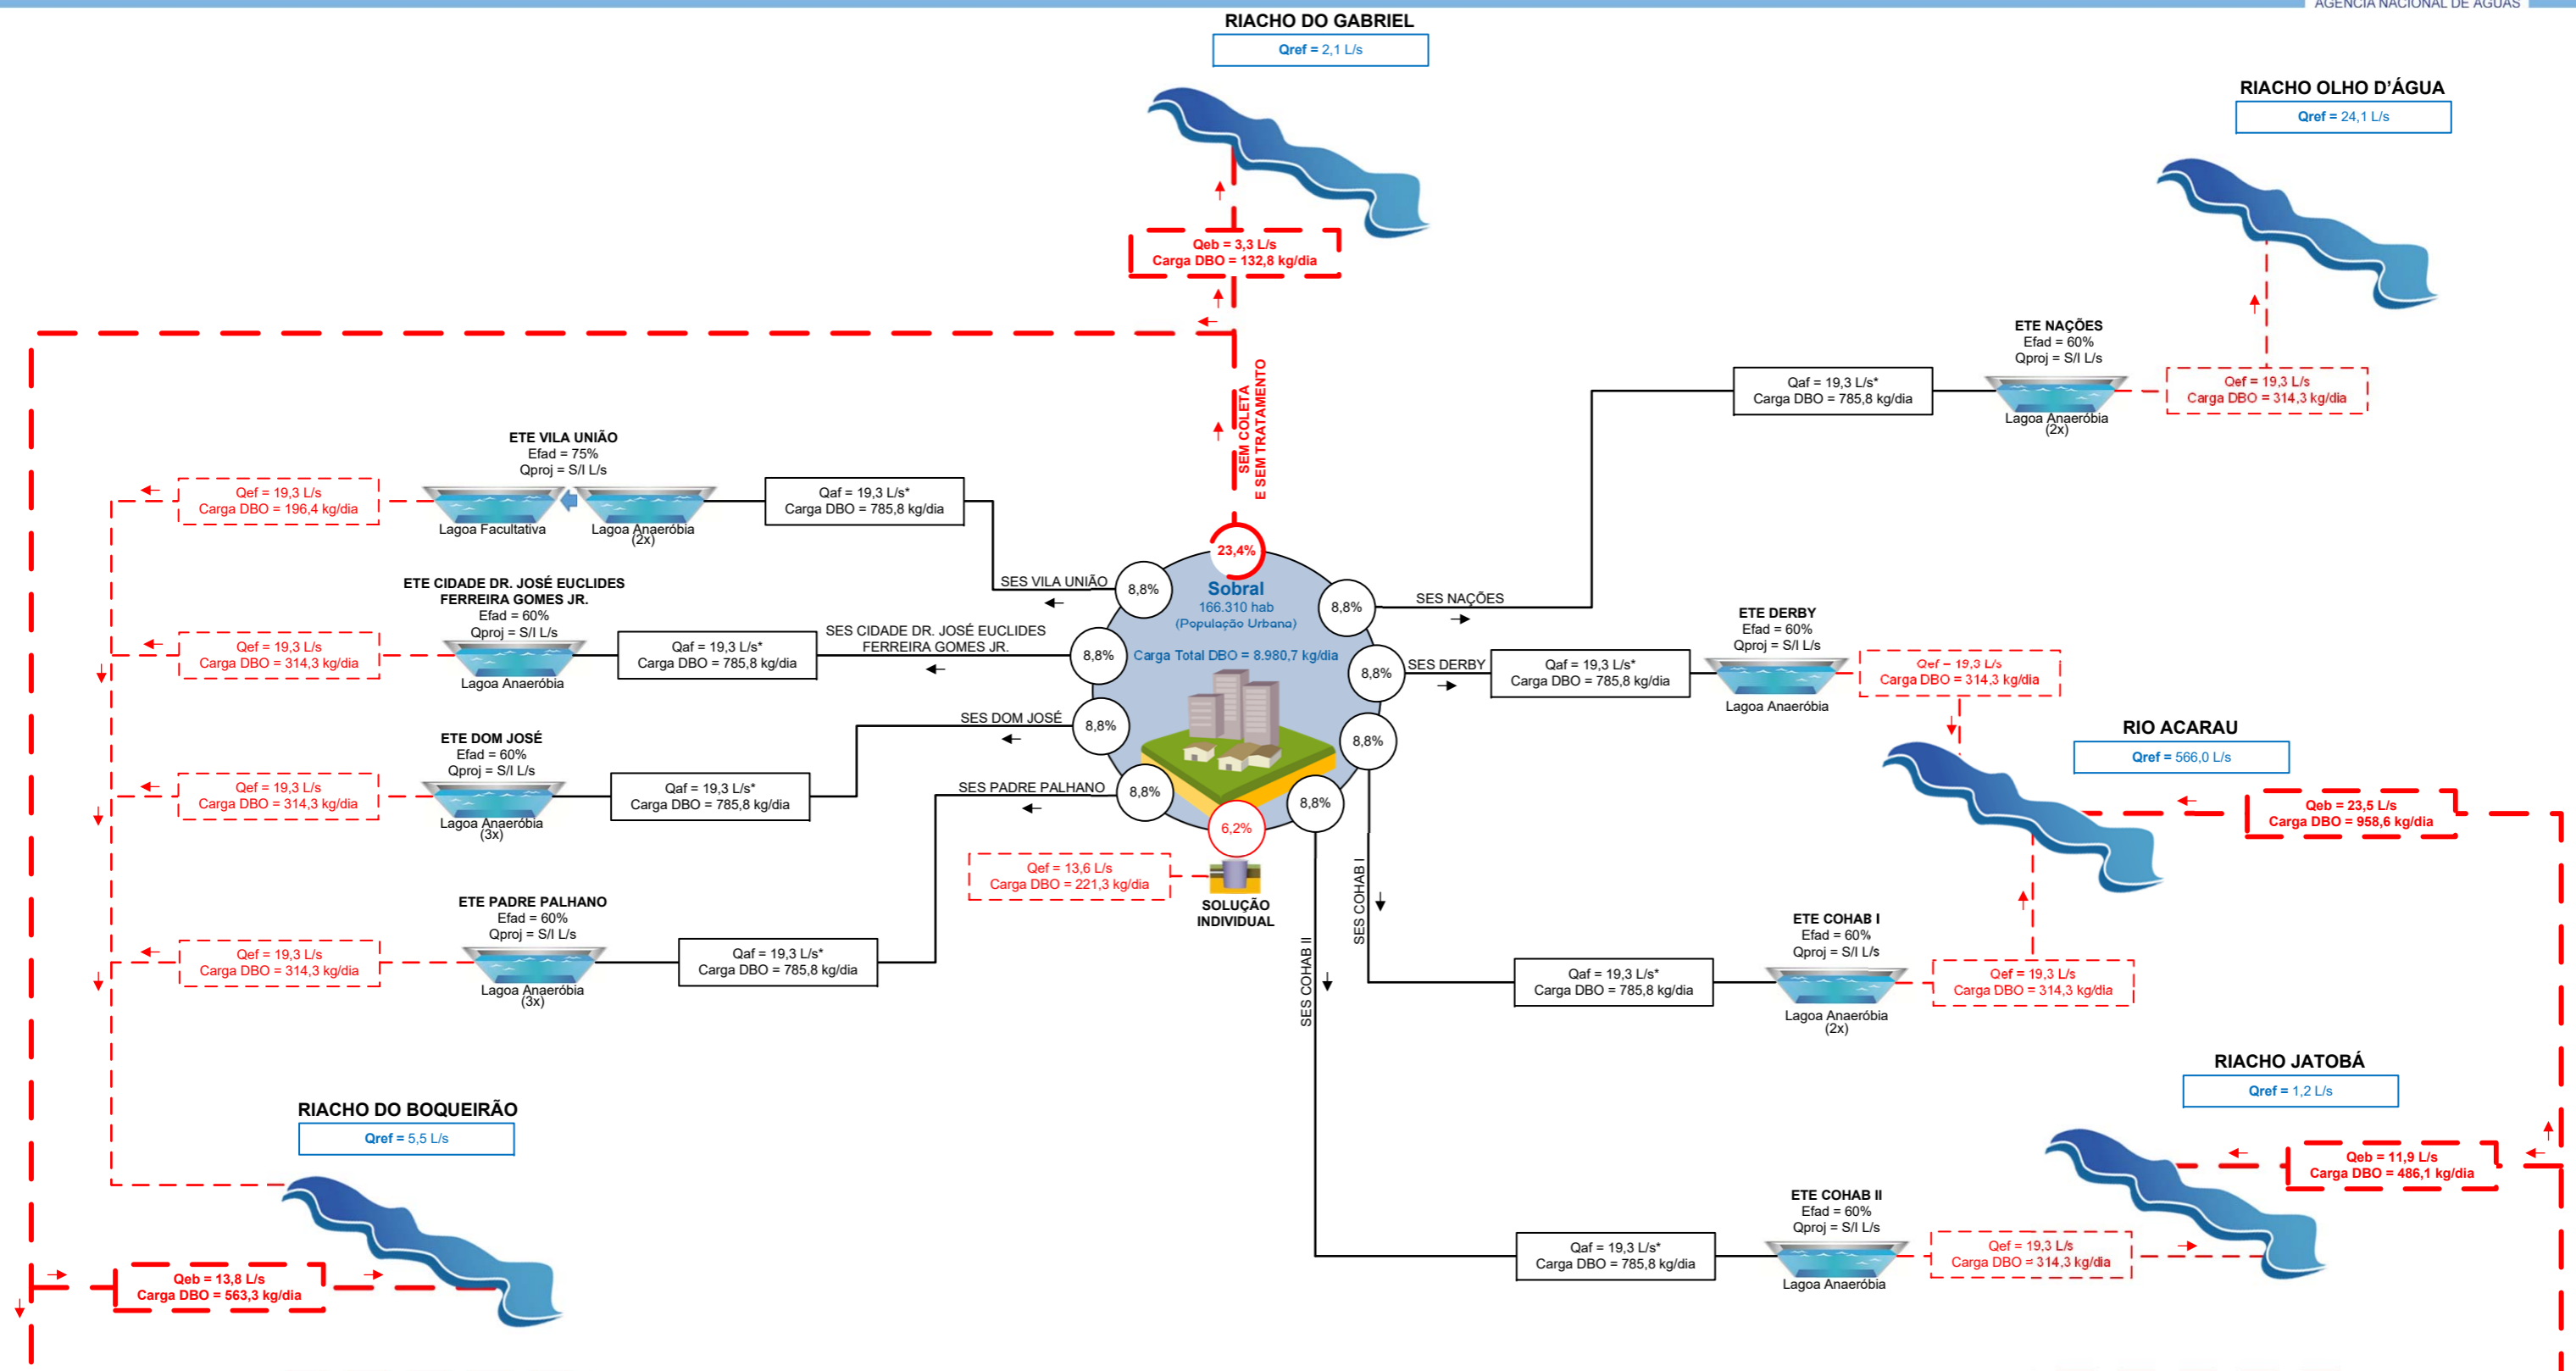 AGÊNCIA NACIONAL DE ÁGUAS
RIACHO DO GABRIEL
Qref = 2,1 L/s
RIACHO OLHO D'ÁGUA
Qref = 24,1 L/s
Qeb = 3,3 L/s
Carga DBO = 132,8 kg/dia
SEM COLETA
E SEM TRATAMENTO
ETE NAÇÕES
Efad = 60%
Qproj = S/I L/s
Qaf = 19,3 L/s*
Carga DBO = 785,8 kg/dia
Lagoa Anaeróbia
(2x)
Qef = 19,3 L/s
Carga DBO = 314,3 kg/dia
ETE VILA UNIÃO
Efad = 75%
Qproj = S/I L/s
Qef = 19,3 L/s
Carga DBO = 196,4 kg/dia
Lagoa Facultativa
Lagoa Anaeróbia
(2x)
Qaf = 19,3 L/s*
Carga DBO = 785,8 kg/dia
SES VILA UNIÃO
8,8%
23,4%
Sobral
166.310 hab
(População Urbana)
Carga Total DBO = 8.980,7 kg/dia
8,8%
SES NAÇÕES
ETE CIDADE DR. JOSÉ EUCLIDES
FERREIRA GOMES JR.
Efad = 60%
Qproj = S/I L/s
Qef = 19,3 L/s
Carga DBO = 314,3 kg/dia
Lagoa Anaeróbia
Qaf = 19,3 L/s*
Carga DBO = 785,8 kg/dia
SES CIDADE DR. JOSÉ EUCLIDES
FERREIRA GOMES JR.
8,8%
8,8%
SES DERBY
Qaf = 19,3 L/s*
Carga DBO = 785,8 kg/dia
ETE DERBY
Efad = 60%
Qproj = S/I L/s
Lagoa Anaeróbia
Qef = 19,3 L/s
Carga DBO = 314,3 kg/dia
ETE DOM JOSÉ
Efad = 60%
Qproj = S/I L/s
Qef = 19,3 L/s
Carga DBO = 314,3 kg/dia
Lagoa Anaeróbia
(3x)
Qaf = 19,3 L/s*
Carga DBO = 785,8 kg/dia
SES DOM JOSÉ
8,8%
8,8%
RIO ACARAU
Qref = 566,0 L/s
Qeb = 23,5 L/s
Carga DBO = 958,6 kg/dia
SES PADRE PALHANO
8,8%
8,8%
6,2%
Qef = 13,6 L/s
Carga DBO = 221,3 kg/dia
SOLUÇÃO
INDIVIDUAL
SES COHAB I
SES COHAB II
ETE PADRE PALHANO
Efad = 60%
Qproj = S/I L/s
Qef = 19,3 L/s
Carga DBO = 314,3 kg/dia
Lagoa Anaeróbia
(3x)
Qaf = 19,3 L/s*
Carga DBO = 785,8 kg/dia
ETE COHAB I
Efad = 60%
Qproj = S/I L/s
Qaf = 19,3 L/s*
Carga DBO = 785,8 kg/dia
Lagoa Anaeróbia
(2x)
Qef = 19,3 L/s
Carga DBO = 314,3 kg/dia
RIACHO JATOBÁ
Qref = 1,2 L/s
Qeb = 11,9 L/s
Carga DBO = 486,1 kg/dia
RIACHO DO BOQUEIRÃO
Qref = 5,5 L/s
Qeb = 13,8 L/s
Carga DBO = 563,3 kg/dia
ETE COHAB II
Efad = 60%
Qproj = S/I L/s
Qaf = 19,3 L/s*
Carga DBO = 785,8 kg/dia
Lagoa Anaeróbia
Qef = 19,3 L/s
Carga DBO = 314,3 kg/dia